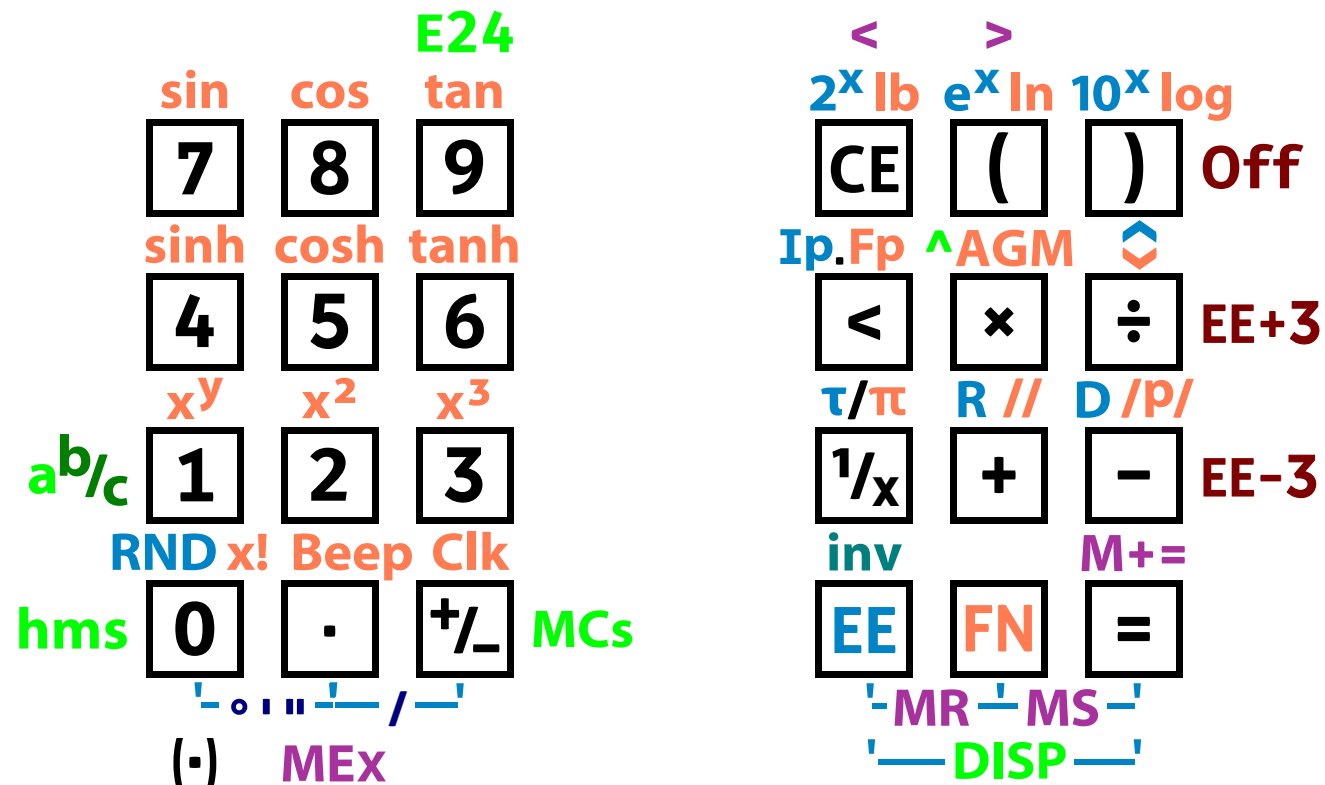 E24 < >
sin cos tan 2ˣ lb eˣ ln 10ˣ log
7 8 9 CE ( ) Off
sinh cosh tanh Ip.Fp ^AGM
4 5 6 < × ÷ EE+3
xʸ x² x³ τ/π R // D /p/
a b/c 1 2 3 1/x + − EE−3
RND x! Beep Clk inv M+=
hms 0 · +/− MCs EE FN =
° ' " / MR MS
(·) MEx DISP